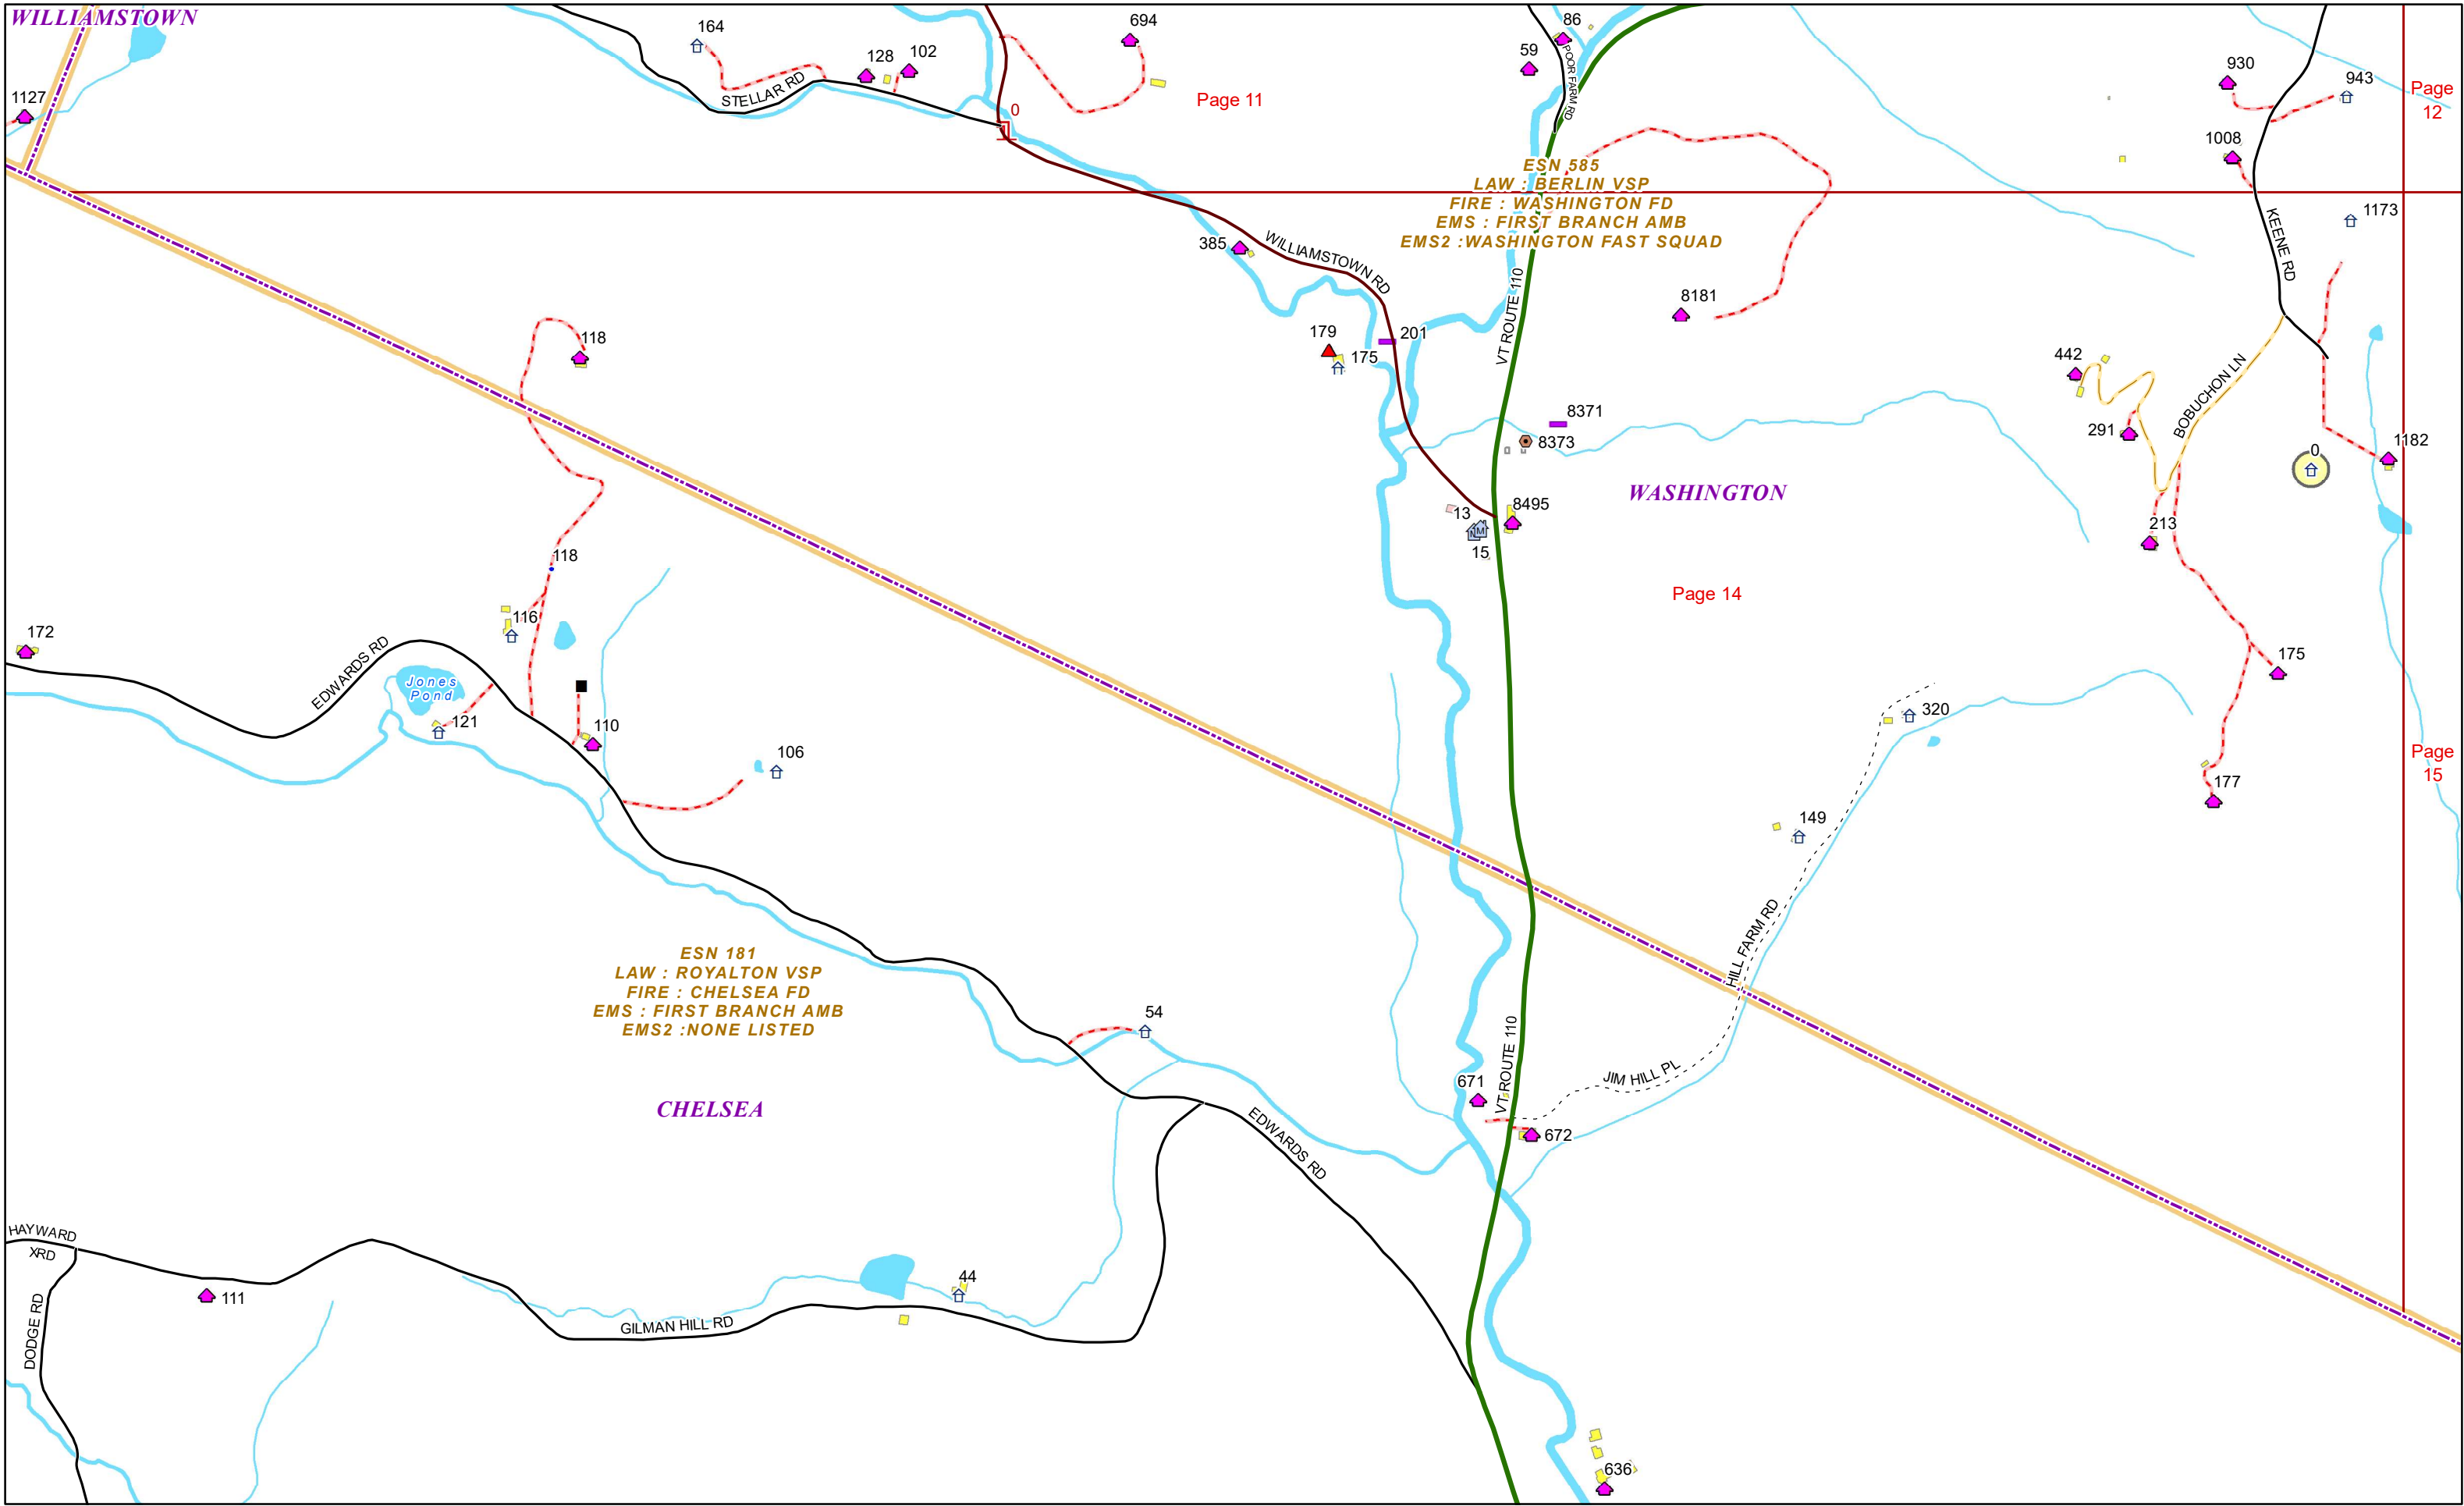 WILLIAMSTOWN
164
694
86
128
102
59
POOR FARM RD
930
943
Page
12
1127
STELLAR RD
0
Page 11
1008
ESN 585
LAW : BERLIN VSP
FIRE : WASHINGTON FD
EMS : FIRST BRANCH AMB
EMS2 :WASHINGTON FAST SQUAD
1173
KEENE RD
385
WILLIAMSTOWN RD
8181
VT ROUTE 110
118
179
175
201
442
BOBUCHON LN
8371
8373
291
1182
0
WASHINGTON
13
8495
15
M
213
118
Page 14
116
172
EDWARDS RD
Jones
Pond
121
110
106
175
320
Page
15
177
149
HILL FARM RD
ESN 181
LAW : ROYALTON VSP
FIRE : CHELSEA FD
EMS : FIRST BRANCH AMB
EMS2 :NONE LISTED
54
VT ROUTE 110
671
JIM HILL PL
CHELSEA
672
EDWARDS RD
HAYWARD
XRD
44
111
DODGE RD
GILMAN HILL RD
636